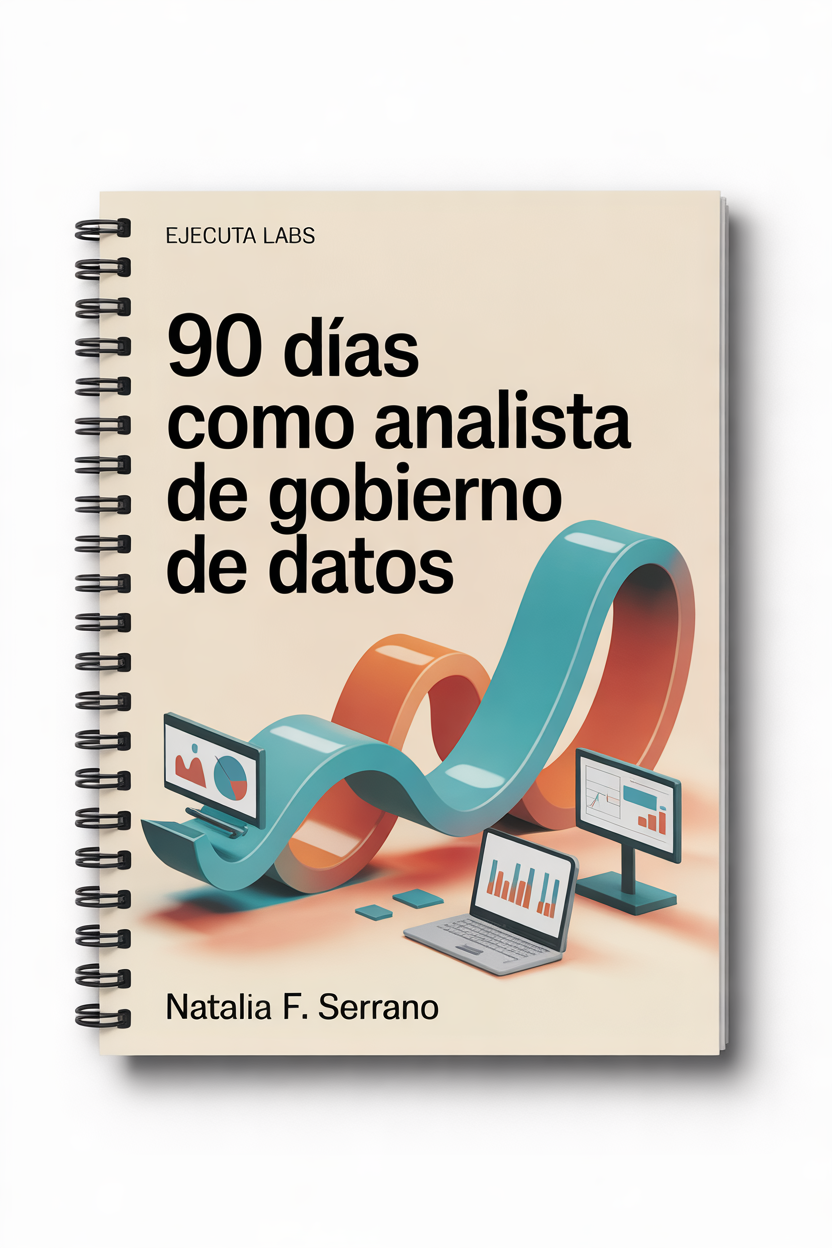 EJECUTA LABS
90 días
como analista
de gobierno
de datos
Natalia F. Serrano